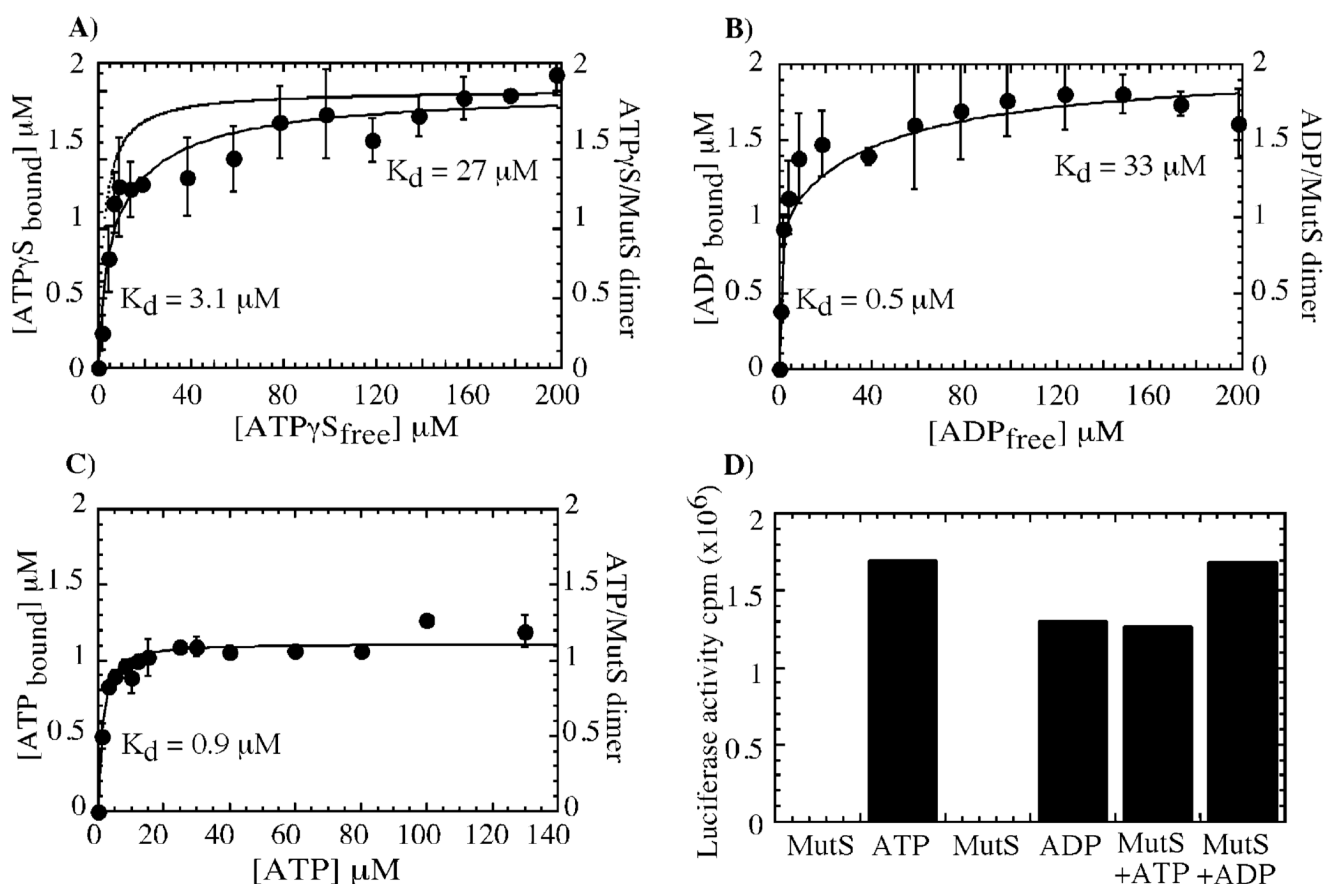 A)
[ATPγS bound] μM
2
1.5
1
0.5
0
Kd = 27 μM
Kd = 3.1 μM
2
1.5
1
0.5
0
ATPγS/MutS dimer
0 40 80 120 160 200
[ATPγSfree] μM
B)
[ADP bound] μM
2
1.5
1
0.5
0
Kd = 33 μM
Kd = 0.5 μM
2
1.5
1
0.5
0
ADP/MutS dimer
0 40 80 120 160 200
[ADPfree] μM
C)
[ATP bound] μM
2
1.5
1
0.5
0
Kd = 0.9 μM
2
1.5
1
0.5
0
ATP/MutS dimer
0 20 40 60 80 100 120 140
[ATP] μM
D)
Luciferase activity cpm (x10⁶)
2
1.5
1
0.5
0
MutS ATP MutS ADP MutS MutS
+ATP +ADP